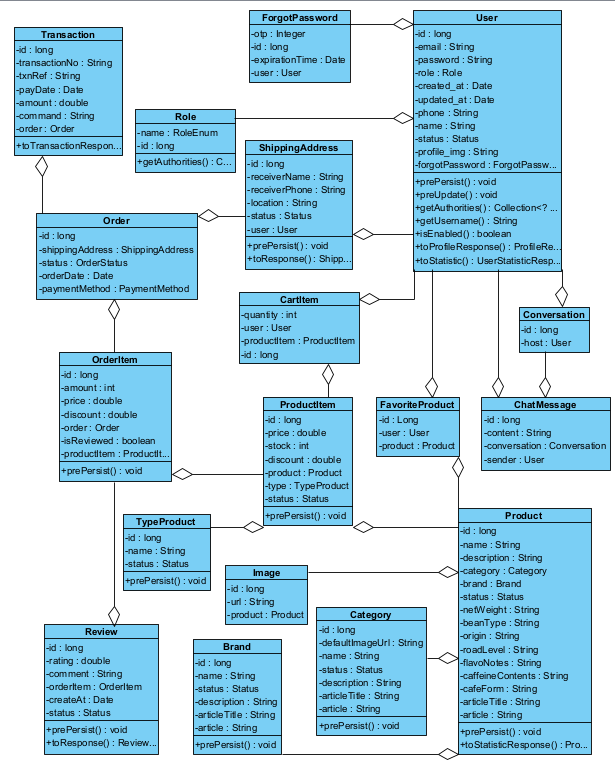 Transaction
-id : long
-transactionNo : String
-txnRef : String
-payDate : Date
-amount : double
-command : String
-order : Order
+toTransactionRespon...
ForgotPassword
-otp : Integer
-id : long
-expirationTime : Date
-user : User
User
-id : long
-email : String
-password : String
-role : Role
-created_at : Date
-updated_at : Date
-phone : String
-name : String
-status : Status
-profile_img : String
-forgotPassword : ForgotPassw...
+prePersist() : void
+preUpdate() : void
+getAuthorities() : Collection<? ...
+getUsername() : String
+isEnabled() : boolean
+toProfileResponse() : ProfileRe...
+toStatistic() : UserStatisticResp...
Role
-name : RoleEnum
-id : long
+getAuthorities() : C...
ShippingAddress
-id : long
-receiverName : String
-receiverPhone : String
-location : String
-status : Status
-user : User
+prePersist() : void
+toResponse() : Shipp...
Order
-id : long
-shippingAddress : ShippingAddress
-status : OrderStatus
-orderDate : Date
-paymentMethod : PaymentMethod
CartItem
-quantity : int
-user : User
-productItem : ProductItem
-id : long
Conversation
-id : long
-host : User
OrderItem
-id : long
-amount : int
-price : double
-discount : double
-order : Order
-isReviewed : boolean
-productItem : ProductIt...
+prePersist() : void
ProductItem
-id : long
-price : double
-stock : int
-discount : double
-product : Product
-type : TypeProduct
-status : Status
+prePersist() : void
FavoriteProduct
-id : Long
-user : User
-product : Product
ChatMessage
-id : long
-content : String
-conversation : Conversation
-sender : User
TypeProduct
-id : long
-name : String
-status : Status
+prePersist() : void
Product
-id : long
-name : String
-description : String
-category : Category
-brand : Brand
-status : Status
-netWeight : String
-beanType : String
-origin : String
-roadLevel : String
-flavoNotes : String
-caffeineContents : String
-cafeForm : String
-articleTitle : String
-article : String
+prePersist() : void
+toStatisticResponse() : Pro...
Image
-id : long
-url : String
-product : Product
Category
-id : long
-defaultImageUrl : String
-name : String
-status : Status
-description : String
-articleTitle : String
-article : String
+prePersist() : void
Review
-id : long
-rating : double
-comment : String
-orderItem : OrderItem
-createAt : Date
-status : Status
+prePersist() : void
+toResponse() : Review...
Brand
-id : long
-name : String
-status : Status
-description : String
-articleTitle : String
-article : String
+prePersist() : void